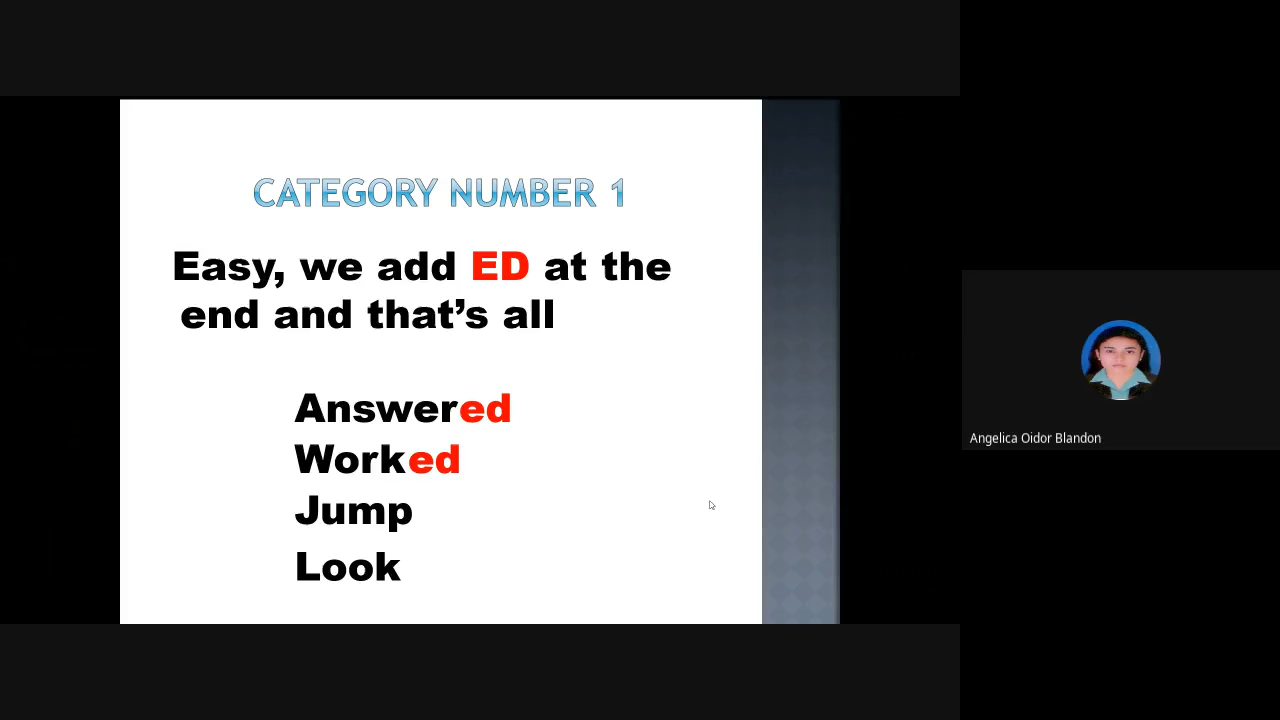 CATEGORY NUMBER 1
Easy, we add ED at the
end and that’s all
Answered
Worked
Jump
Look
Angelica Oidor Blandon